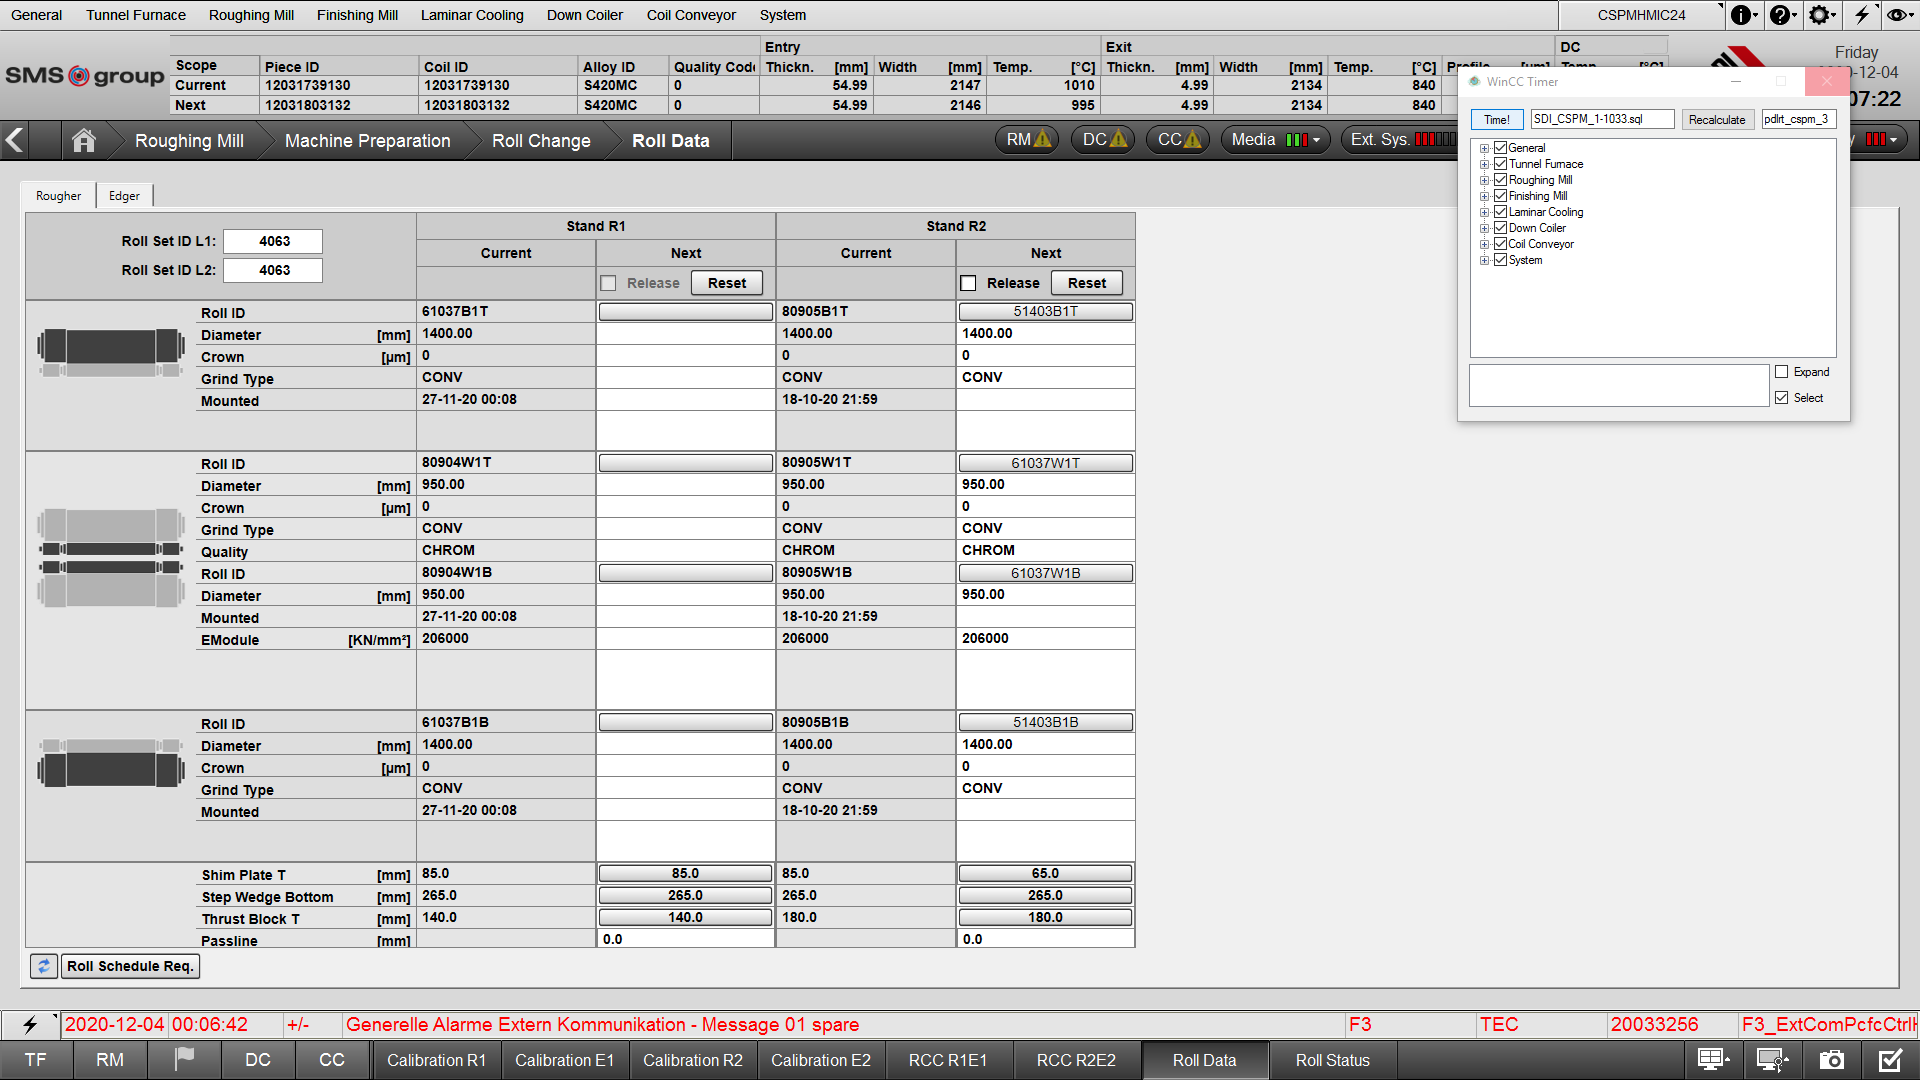 General Tunnel Furnace Roughing Mill Finishing Mill Laminar Cooling Down Coiler Coil Conveyor System CSPMHMIC24
SMS group
Entry Exit DC
Scope Piece ID Coil ID Alloy ID Quality Code Thickn. [mm] Width [mm] Temp. [°C] Thickn. [mm] Width [mm] Temp. [°C]
Current 12031739130 12031739130 S420MC 0 54.99 2147 1010 4.99 2134 840
Next 12031803132 12031803132 S420MC 0 54.99 2146 995 4.99 2134 840
Friday
-12-04
07:22
Roughing Mill Machine Preparation Roll Change Roll Data RM DC CC Media Ext. Sys.
WinCC Timer
Time! SDI_CSPM_1-1033.sql Recalculate pdlrt_cspm_3
General
Tunnel Furnace
Roughing Mill
Finishing Mill
Laminar Cooling
Down Coiler
Coil Conveyor
System
Expand
Select
Rougher Edger
Roll Set ID L1: 4063
Roll Set ID L2: 4063
Stand R1 Stand R2
Current Next Current Next
Release Reset Release Reset
Roll ID 61037B1T 80905B1T 51403B1T
Diameter [mm] 1400.00 1400.00 1400.00
Crown [µm] 0 0 0
Grind Type CONV CONV CONV
Mounted 27-11-20 00:08 18-10-20 21:59
Roll ID 80904W1T 80905W1T 61037W1T
Diameter [mm] 950.00 950.00 950.00
Crown [µm] 0 0 0
Grind Type CONV CONV CONV
Quality CHROM CHROM CHROM
Roll ID 80904W1B 80905W1B 61037W1B
Diameter [mm] 950.00 950.00 950.00
Mounted 27-11-20 00:08 18-10-20 21:59
EModule [KN/mm²] 206000 206000 206000
Roll ID 61037B1B 80905B1B 51403B1B
Diameter [mm] 1400.00 1400.00 1400.00
Crown [µm] 0 0 0
Grind Type CONV CONV CONV
Mounted 27-11-20 00:08 18-10-20 21:59
Shim Plate T [mm] 85.0 85.0 85.0 65.0
Step Wedge Bottom [mm] 265.0 265.0 265.0 265.0
Thrust Block T [mm] 140.0 140.0 180.0 180.0
Passline [mm] 0.0 0.0
Roll Schedule Req.
2020-12-04 00:06:42 +/- Generelle Alarme Extern Kommunikation - Message 01 spare F3 TEC 20033256 F3_ExtComPcfcCtrl
TF RM DC CC Calibration R1 Calibration E1 Calibration R2 Calibration E2 RCC R1E1 RCC R2E2 Roll Data Roll Status